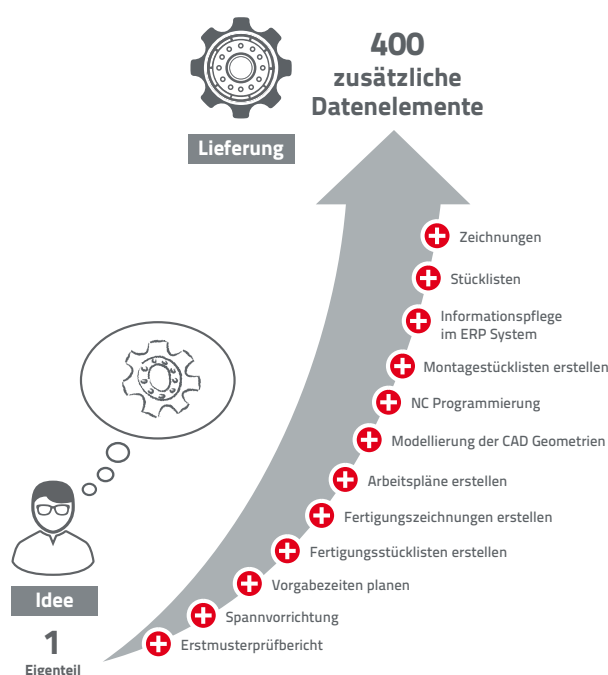 400
zusätzliche
Datenelemente
Lieferung
Zeichnungen
Stücklisten
Informationspflege
im ERP System
Montagestücklisten erstellen
NC Programmierung
Modellierung der CAD Geometrien
Arbeitspläne erstellen
Fertigungszeichnungen erstellen
Fertigungsstücklisten erstellen
Vorgabezeiten planen
Spannvorrichtung
Erstmusterprüfbericht
Idee
1
Eigenteil